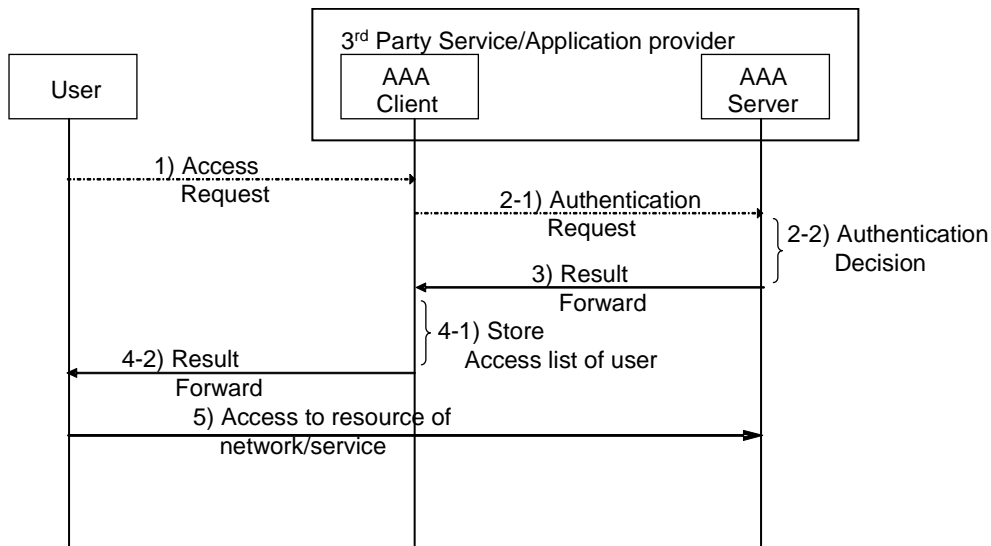 3rd Party Service/Application provider
User
AAA
Client
AAA
Server
1) Access
Request
2-1) Authentication
Request
2-2) Authentication
Decision
3) Result
Forward
4-1) Store
Access list of user
4-2) Result
Forward
5) Access to resource of
network/service